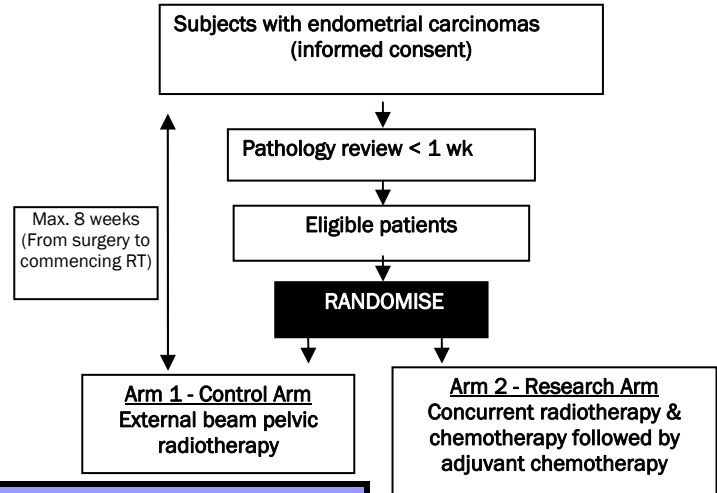 Subjects with endometrial carcinomas
(informed consent)
Pathology review < 1 wk
Max. 8 weeks
(From surgery to
commencing RT)
Eligible patients
RANDOMISE
Arm 1 - Control Arm
External beam pelvic
radiotherapy
Arm 2 - Research Arm
Concurrent radiotherapy &
chemotherapy followed by
adjuvant chemotherapy